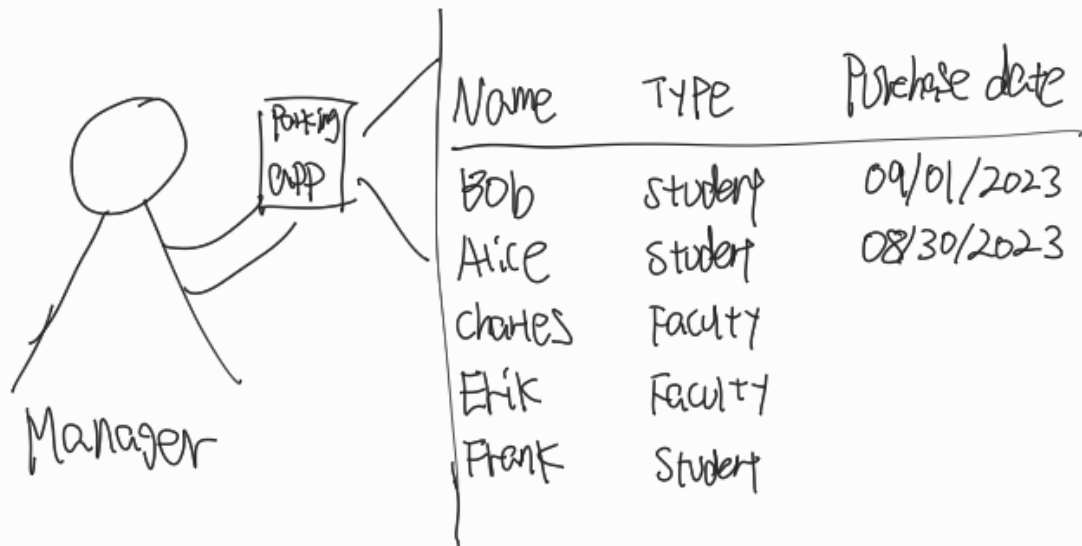 Parking
app
Manager
Name Type Purchase date
Bob student 09/01/2023
Alice student 08/30/2023
charles Faculty
Erik Faculty
Frank Student